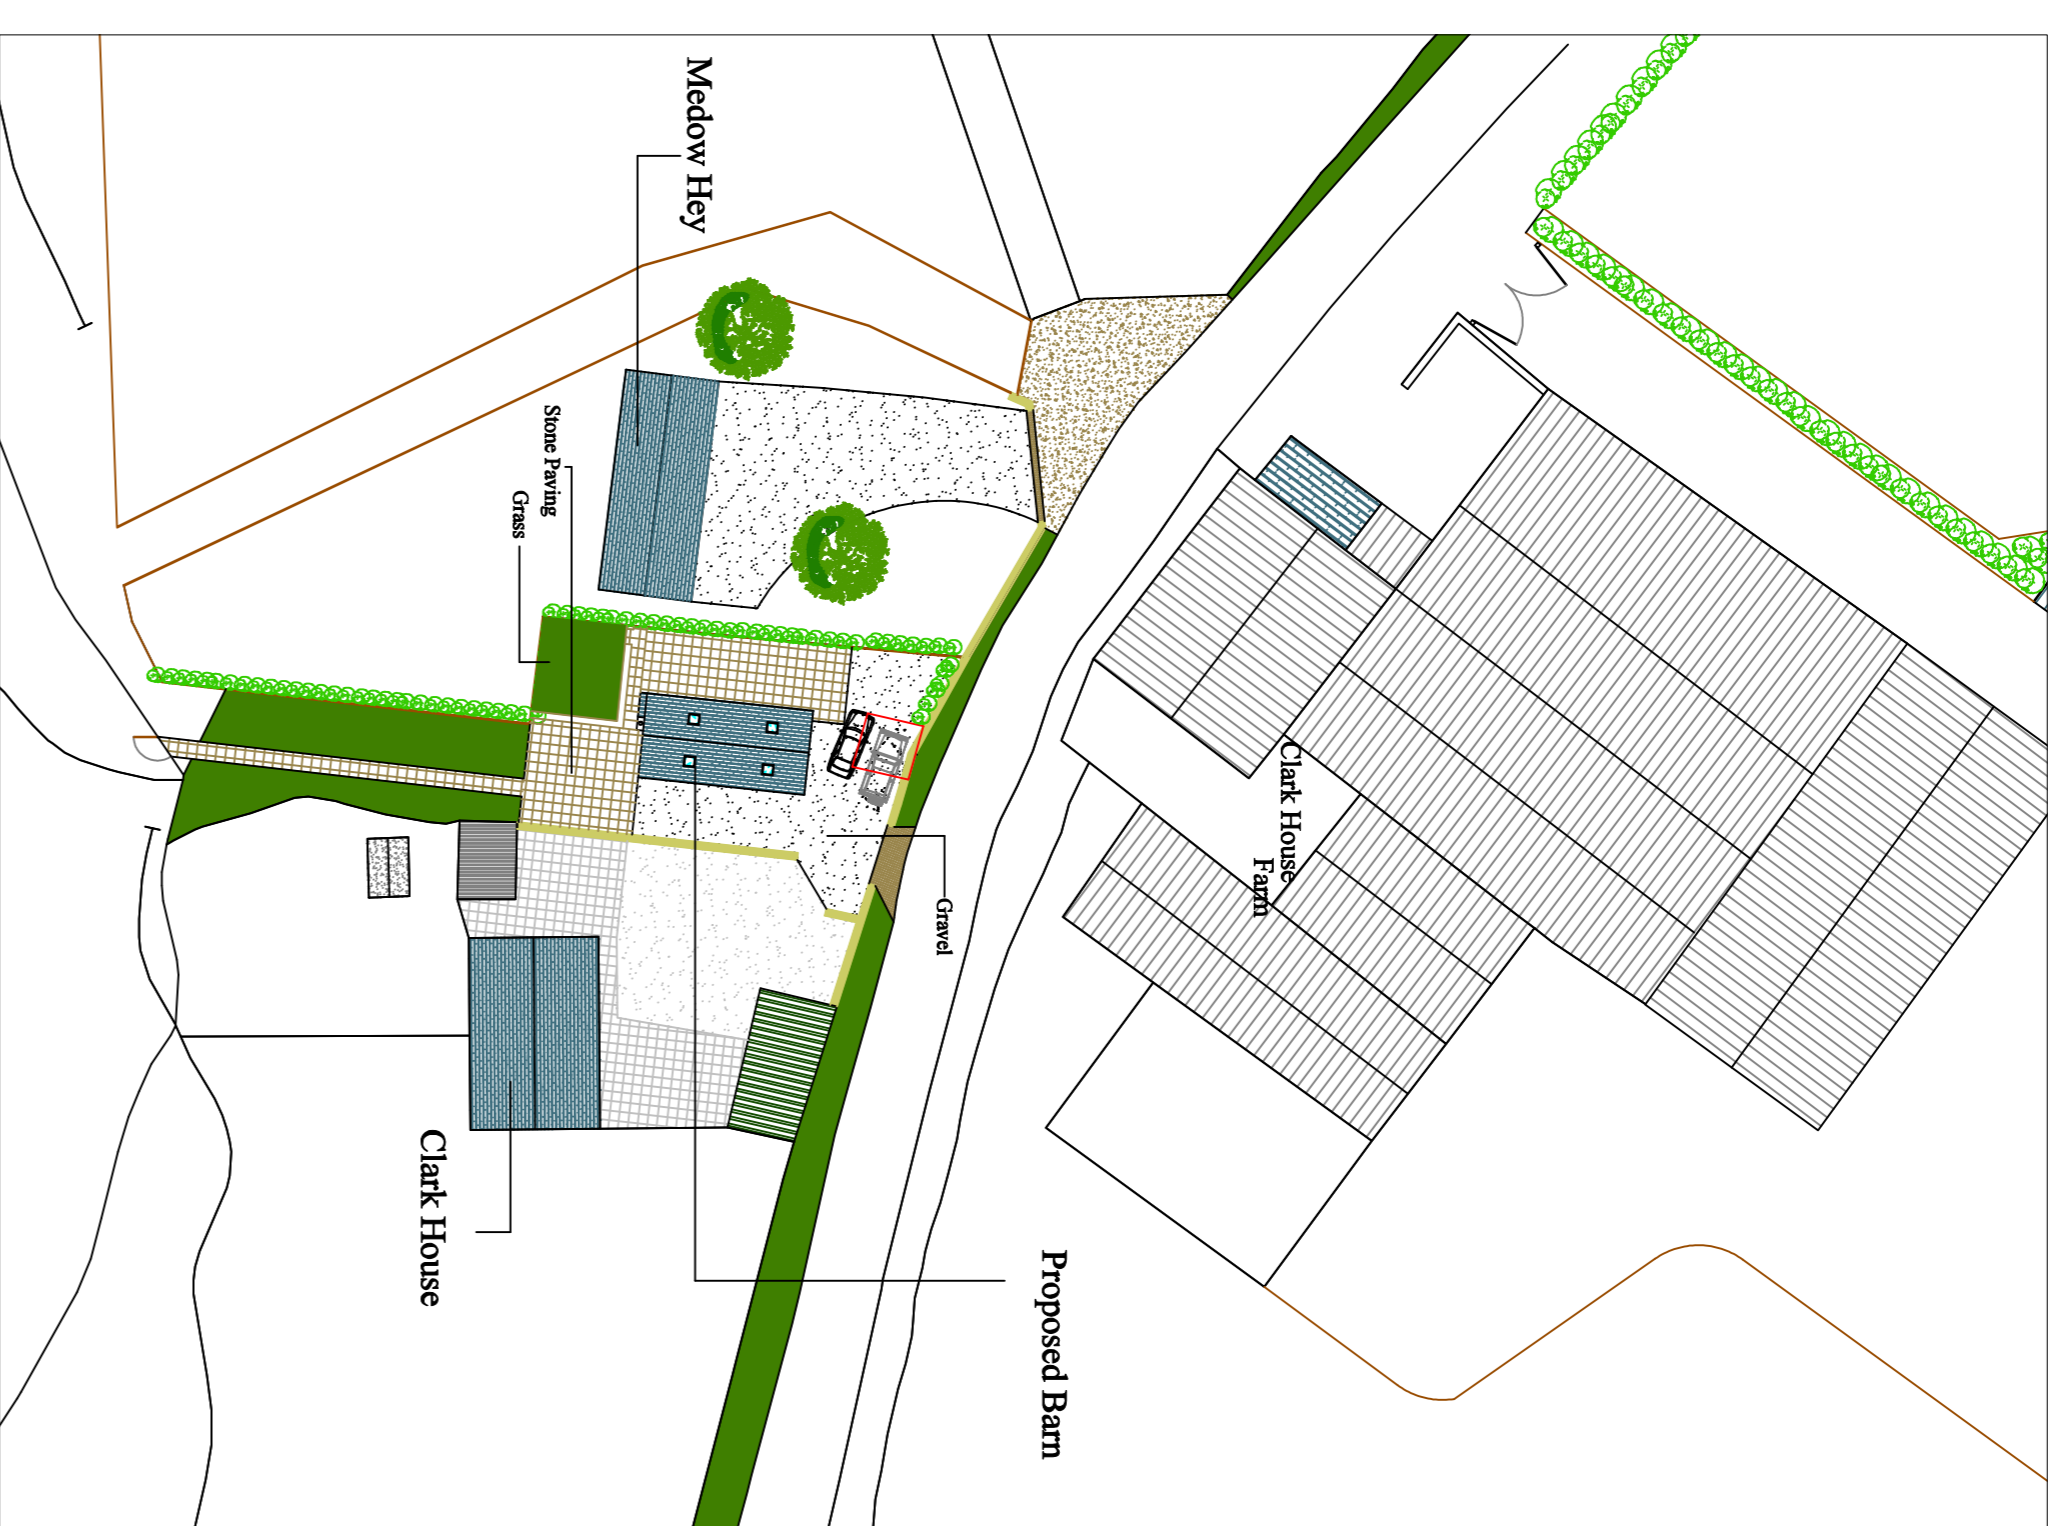 Medow Hey
Stone Paving
Grass
Clark House
Farm
Gravel
Clark House
Proposed Barn